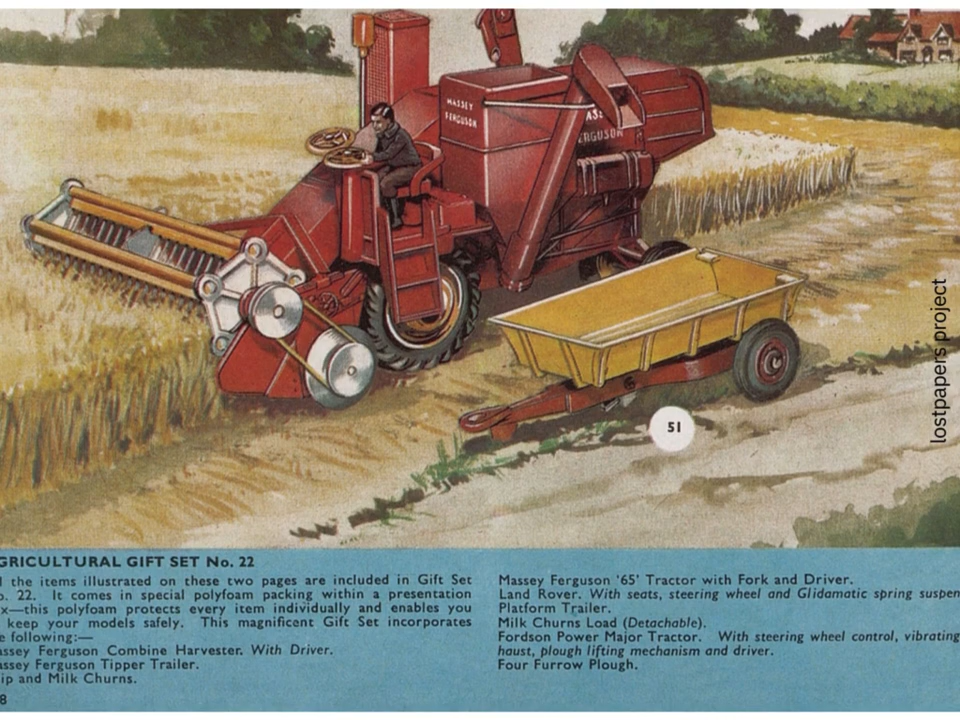 MASSEY
FERGUSON
FERGUSON
51
lostpapers project
GRICULTURAL GIFT SET No. 22
l the items illustrated on these two pages are included in Gift Set
o. 22. It comes in special polyfoam packing within a presentation
x—this polyfoam protects every item individually and enables you
keep your models safely. This magnificent Gift Set incorporates
e following:—
assey Ferguson Combine Harvester. With Driver.
assey Ferguson Tipper Trailer.
ip and Milk Churns.
8
Massey Ferguson '65' Tractor with Fork and Driver.
Land Rover. With seats, steering wheel and Glidamatic spring suspen
Platform Trailer.
Milk Churns Load (Detachable).
Fordson Power Major Tractor. With steering wheel control, vibrating
haust, plough lifting mechanism and driver.
Four Furrow Plough.